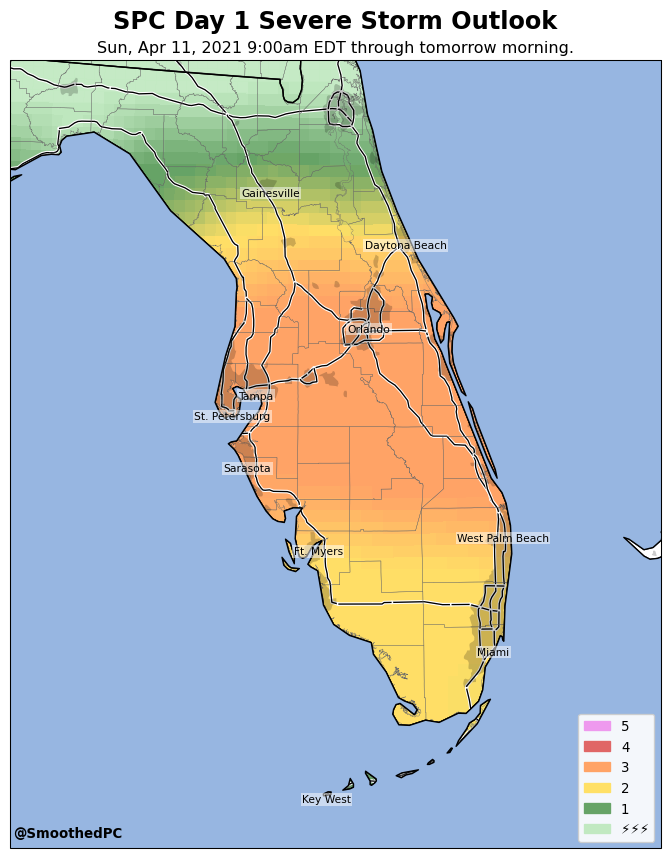 SPC Day 1 Severe Storm Outlook
Sun, Apr 11, 2021 9:00am EDT through tomorrow morning.
Gainesville
Daytona Beach
Orlando
Tampa
St. Petersburg
Sarasota
West Palm Beach
Ft. Myers
Miami
Key West
5
4
3
2
1
⚡⚡⚡
@SmoothedPC